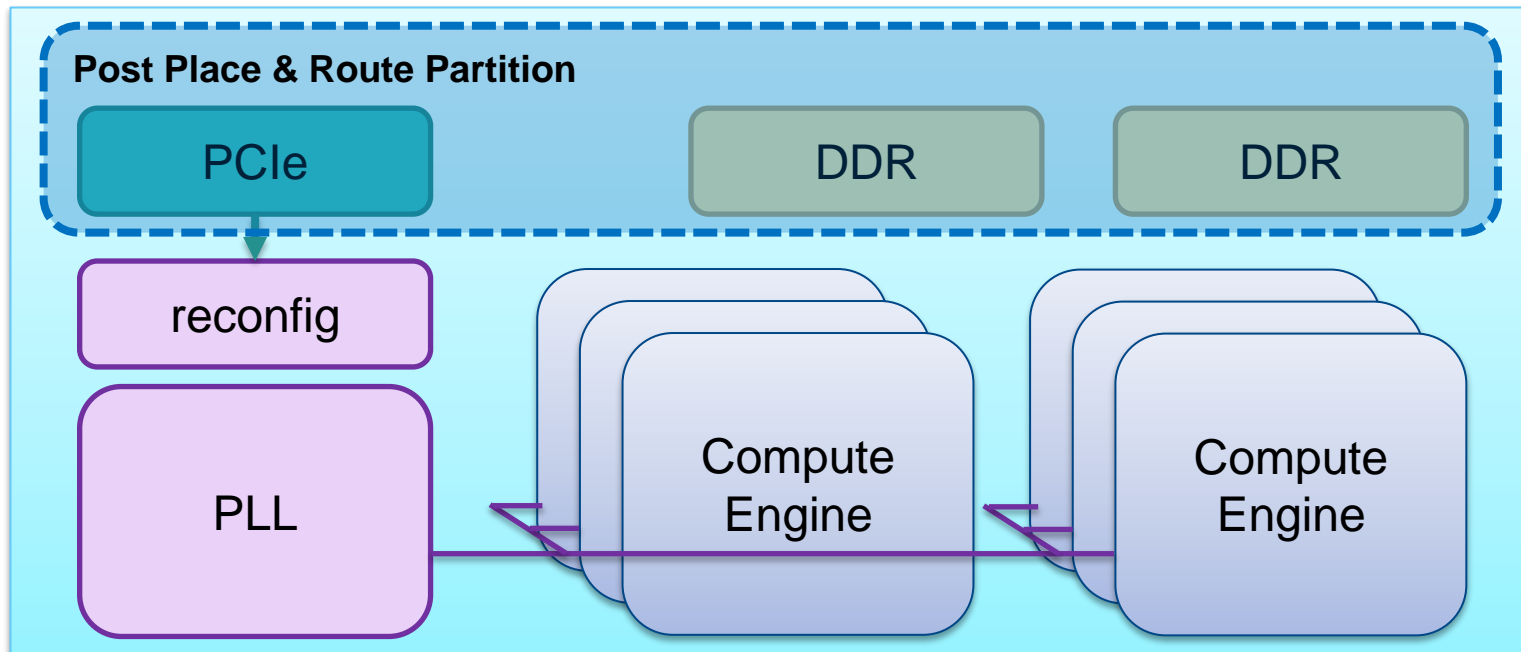 Post Place & Route Partition
PCIe
DDR
DDR
reconfig
PLL
Compute
Engine
Compute
Engine